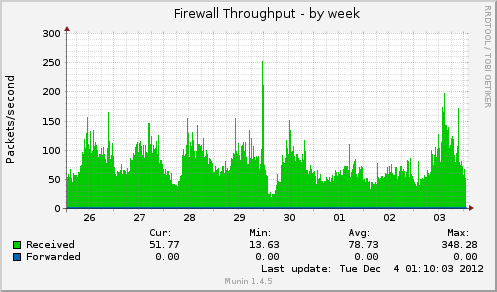 Firewall Throughput - by week
RRDTOOL / TOBI OETIKER
Packets/second
300
250
200
150
100
50
0
26 27 28 29 30 01 02 03
Cur: Min: Avg: Max:
Received 51.77 13.63 78.73 348.28
Forwarded 0.00 0.00 0.00 0.00
Last update: Tue Dec 4 01:10:03 2012
Munin 1.4.5